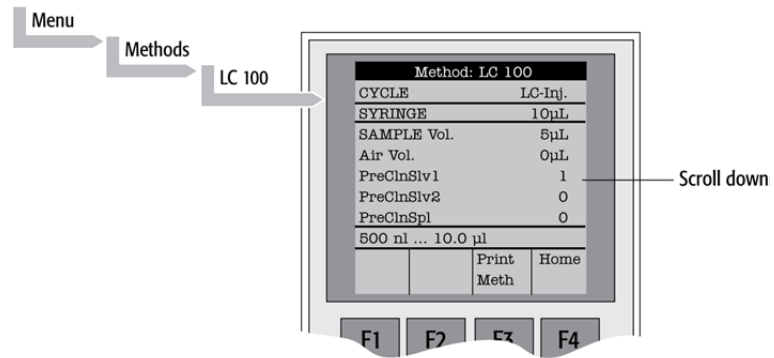 Menu
Methods
LC 100
Method: LC 100
CYCLE LC-Inj.
SYRINGE 10µL
SAMPLE Vol. 5µL
Air Vol. 0µL
PreClnSlv1 1
Scroll down
PreClnSlv2 0
PreClnSpl 0
500 nl ... 10.0 µl
Print Home
Meth
F1 F2 F3 F4